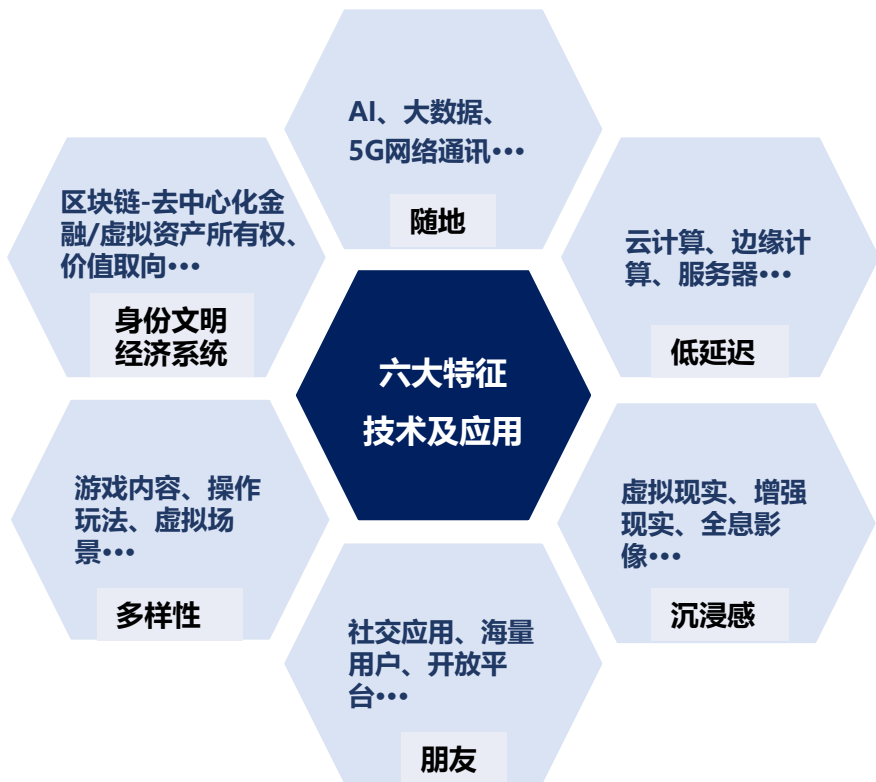 AI、大数据、
5G网络通讯•••
随地
区块链-去中心化金
融/虚拟资产所有权、
价值取向•••
身份文明
经济系统
云计算、边缘计
算、服务器•••
低延迟
六大特征
技术及应用
游戏内容、操作
玩法、虚拟场
景•••
多样性
虚拟现实、增强
现实、全息影
像•••
沉浸感
社交应用、海量
用户、开放平
台•••
朋友